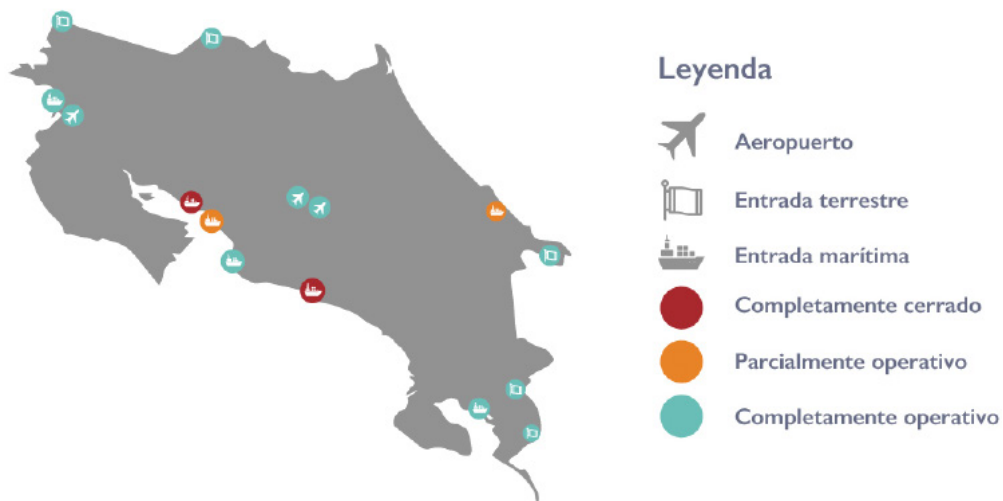 Leyenda
Aeropuerto
Entrada terrestre
Entrada marítima
Completamente cerrado
Parcialmente operativo
Completamente operativo